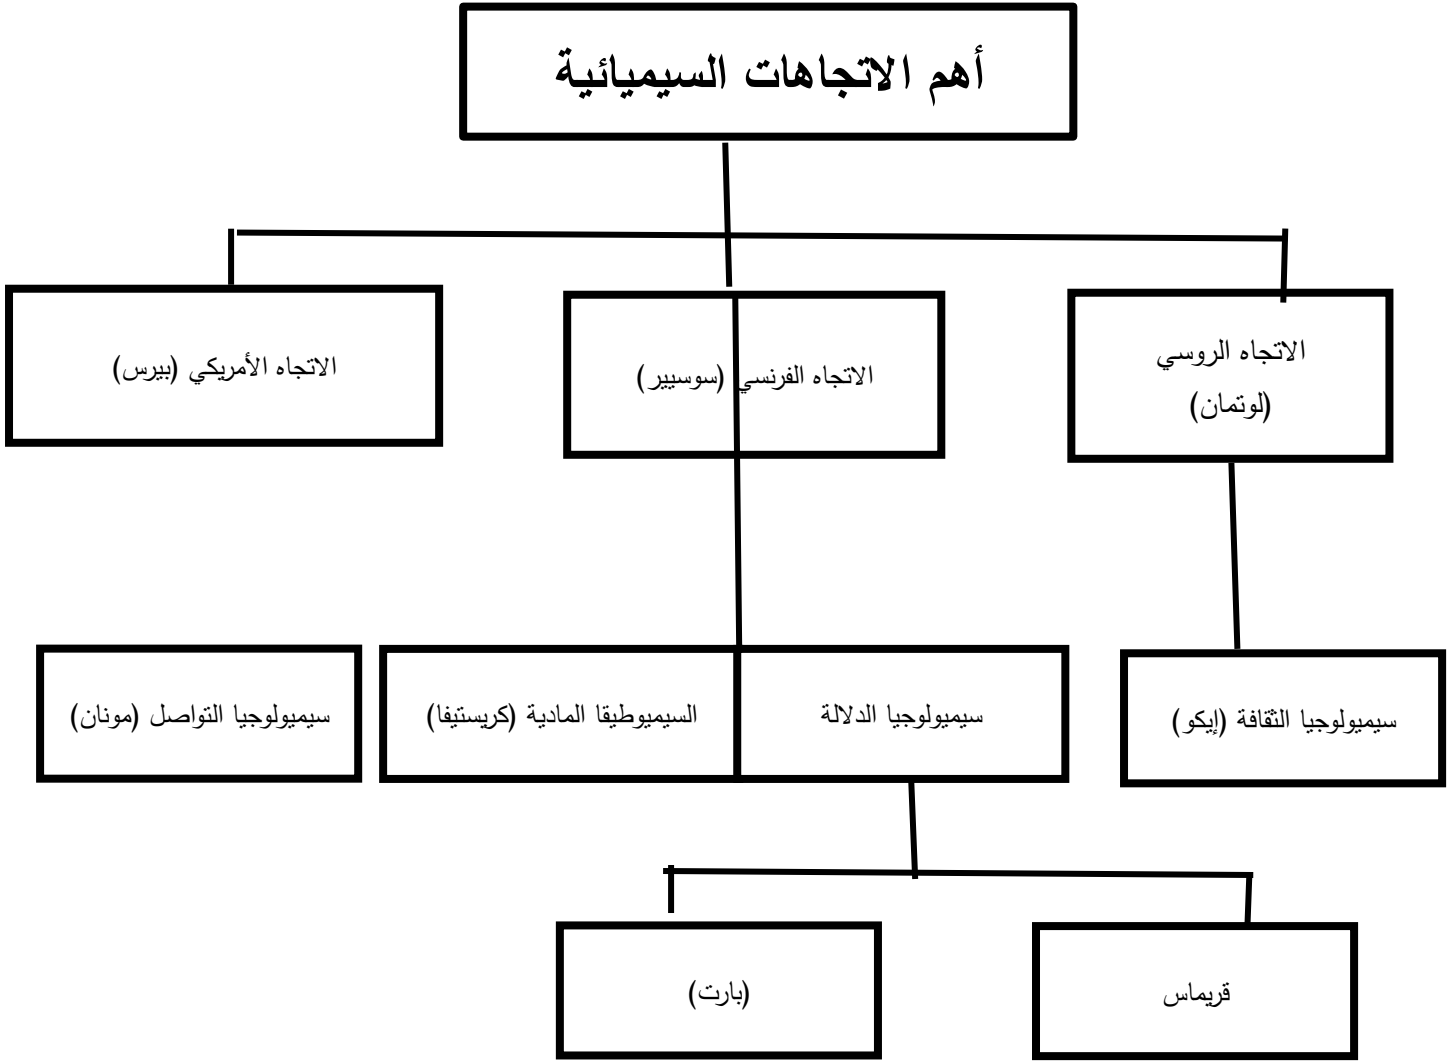 أهم الاتجاهات السيميائية
الاتجاه الروسي
(لوتمان)
الاتجاه الفرنسي (سوسيير)
الاتجاه الأمريكي (بيرس)
سيميولوجيا الثقافة (إيكو)
سيميولوجيا الدلالة
السيميوطيقا المادية (كريستيفا)
سيميولوجيا التواصل (مونان)
قريماس
(بارت)